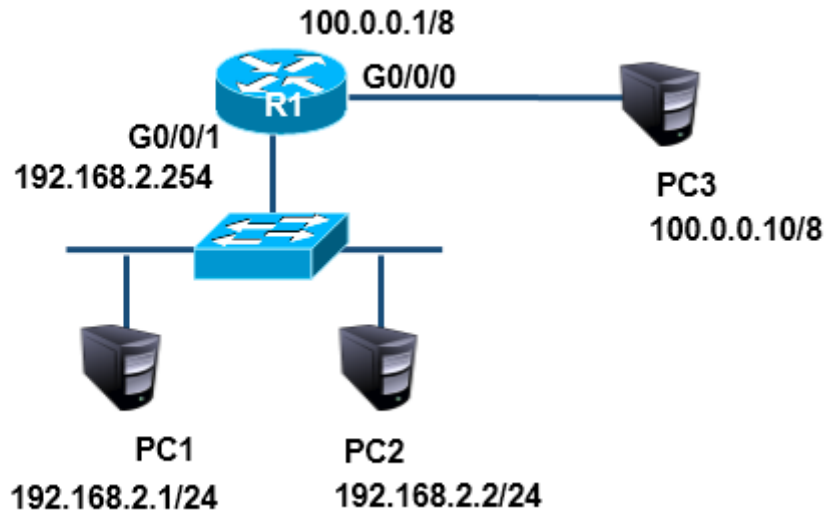 100.0.0.1/8
G0/0/0
R1
G0/0/1
192.168.2.254
PC3
100.0.0.10/8
PC1
PC2
192.168.2.1/24
192.168.2.2/24